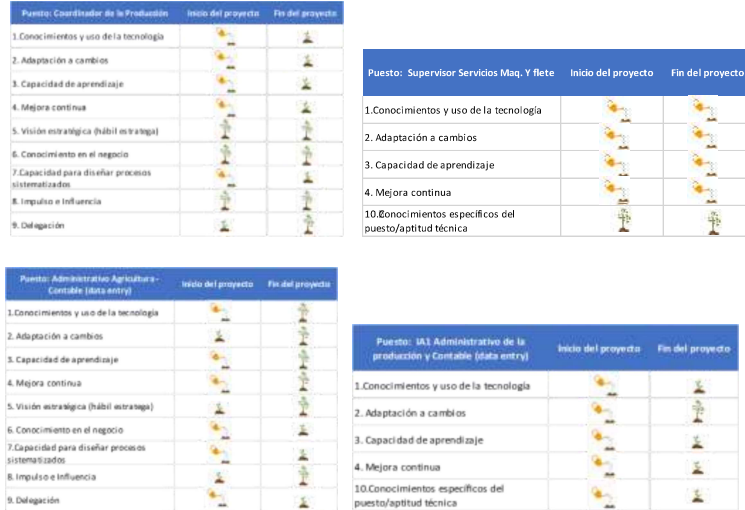 Puesto: Coordinador de la Producción Inicio del proyecto Fin del proyecto
1.Conocimientos y uso de la tecnología
2. Adaptación a cambios
3. Capacidad de aprendizaje
4. Mejora continua
5. Visión estratégica (hábil estratega)
6. Conocimiento en el negocio
7.Capacidad para diseñar procesos
sistematizados
8. Impulso e Influencia
9. Delegación
Puesto: Supervisor Servicios Maq. Y flete Inicio del proyecto Fin del proyecto
1.Conocimientos y uso de la tecnología
2. Adaptación a cambios
3. Capacidad de aprendizaje
4. Mejora continua
10.Conocimientos específicos del
puesto/aptitud técnica
Puesto: Administrativo Agricultura-
Contable (data entry) Inicio del proyecto Fin del proyecto
1.Conocimientos y uso de la tecnología
2. Adaptación a cambios
3. Capacidad de aprendizaje
4. Mejora continua
5. Visión estratégica (hábil estratega)
6. Conocimiento en el negocio
7.Capacidad para diseñar procesos
sistematizados
8. Impulso e Influencia
9. Delegación
Puesto: IA1 Administrativo de la
producción y Contable (data entry) Inicio del proyecto Fin del proyecto
1.Conocimientos y uso de la tecnología
2. Adaptación a cambios
3. Capacidad de aprendizaje
4. Mejora continua
10.Conocimientos específicos del
puesto/aptitud técnica